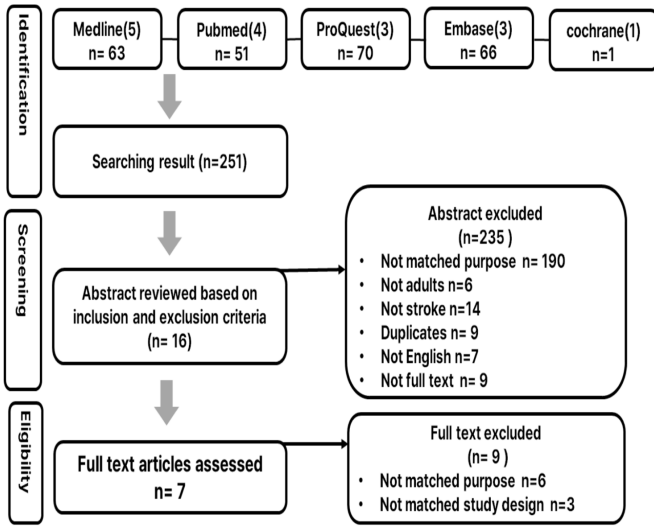 Identification
Medline(5)
n= 63
Pubmed(4)
n= 51
ProQuest(3)
n= 70
Embase(3)
n= 66
cochrane(1)
n=1
Searching result (n=251)
Screening
Abstract reviewed based on
inclusion and exclusion criteria
(n= 16)
Abstract excluded
(n=235 )
• Not matched purpose n= 190
• Not adults n=6
• Not stroke n=14
• Duplicates n= 9
• Not English n=7
• Not full text n= 9
Eligibility
Full text articles assessed
n= 7
Full text excluded
(n= 9 )
• Not matched purpose n=6
• Not matched study design n=3